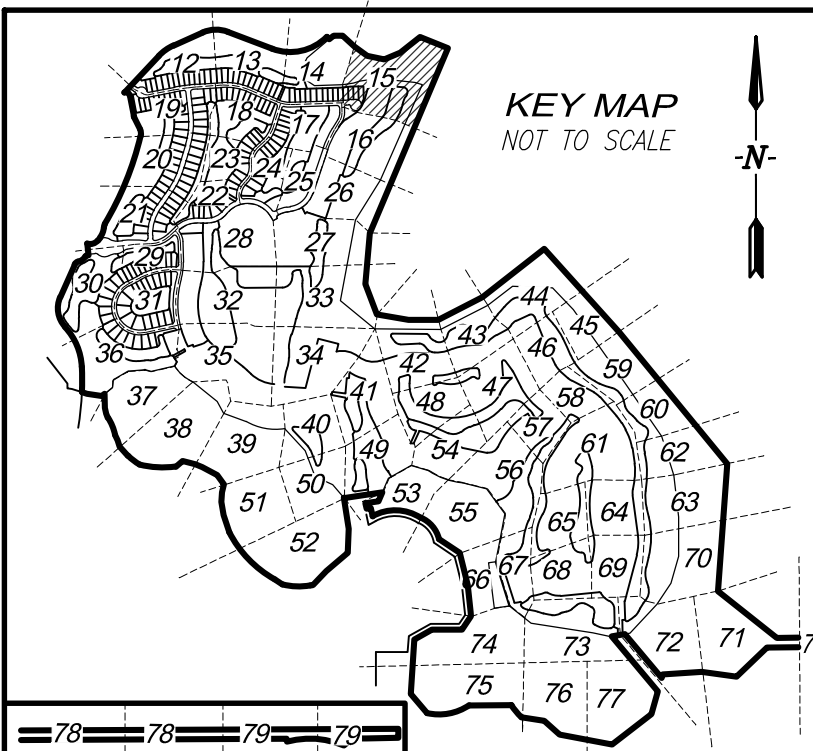 12 13 14 15
KEY MAP
NOT TO SCALE
-N-
19 18 17 16
20 23 24 25 26
21 22 28 27
29
30 31 32 33
36 35 34
37 38 39 40 41
42 43 44 45
46 59
47 48 58 60
49 54 57
50 56 61 62
51 53 55 63
52 65 64
66 67 68 69 70
74 73 72 71
75 76 77
78 78 79 79